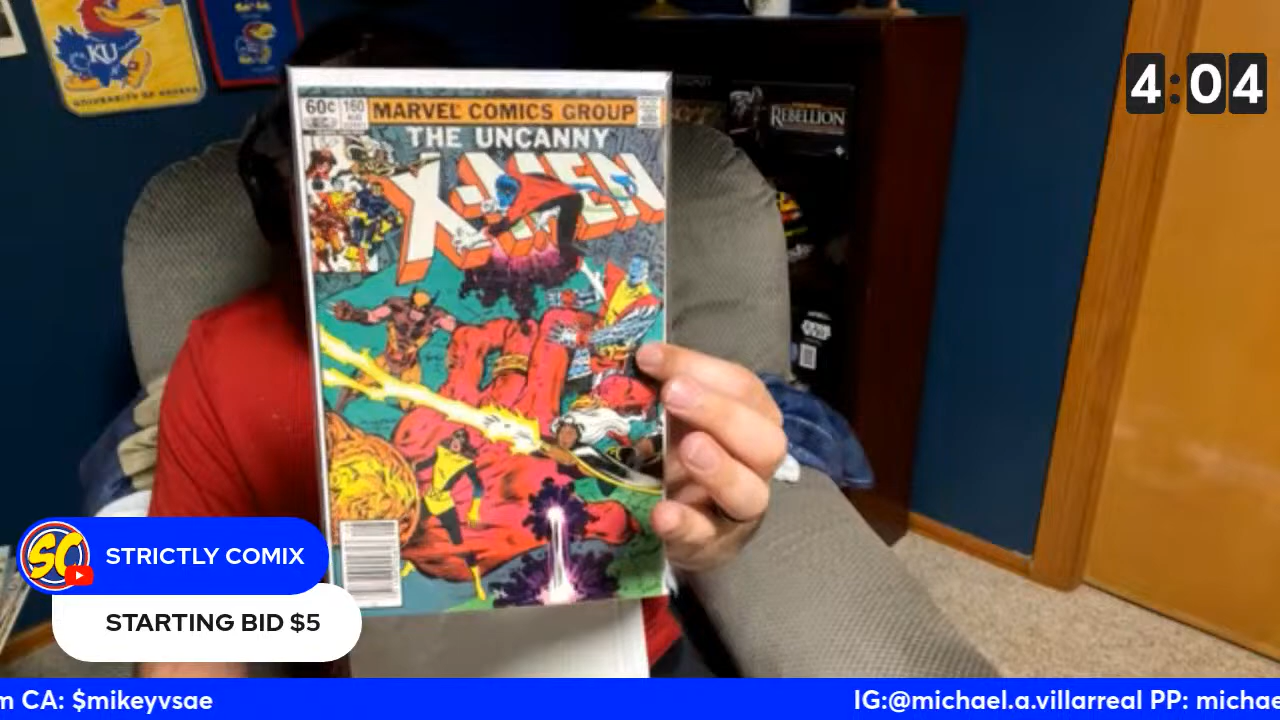 KU
UNIVERSITY OF KANSAS
4:04
60¢
160
MARVEL COMICS GROUP
THE UNCANNY
X-MEN
REBELLION
SC
STRICTLY COMIX
STARTING BID $5
m CA: $mikeyvsae
IG:@michael.a.villarreal PP: michae